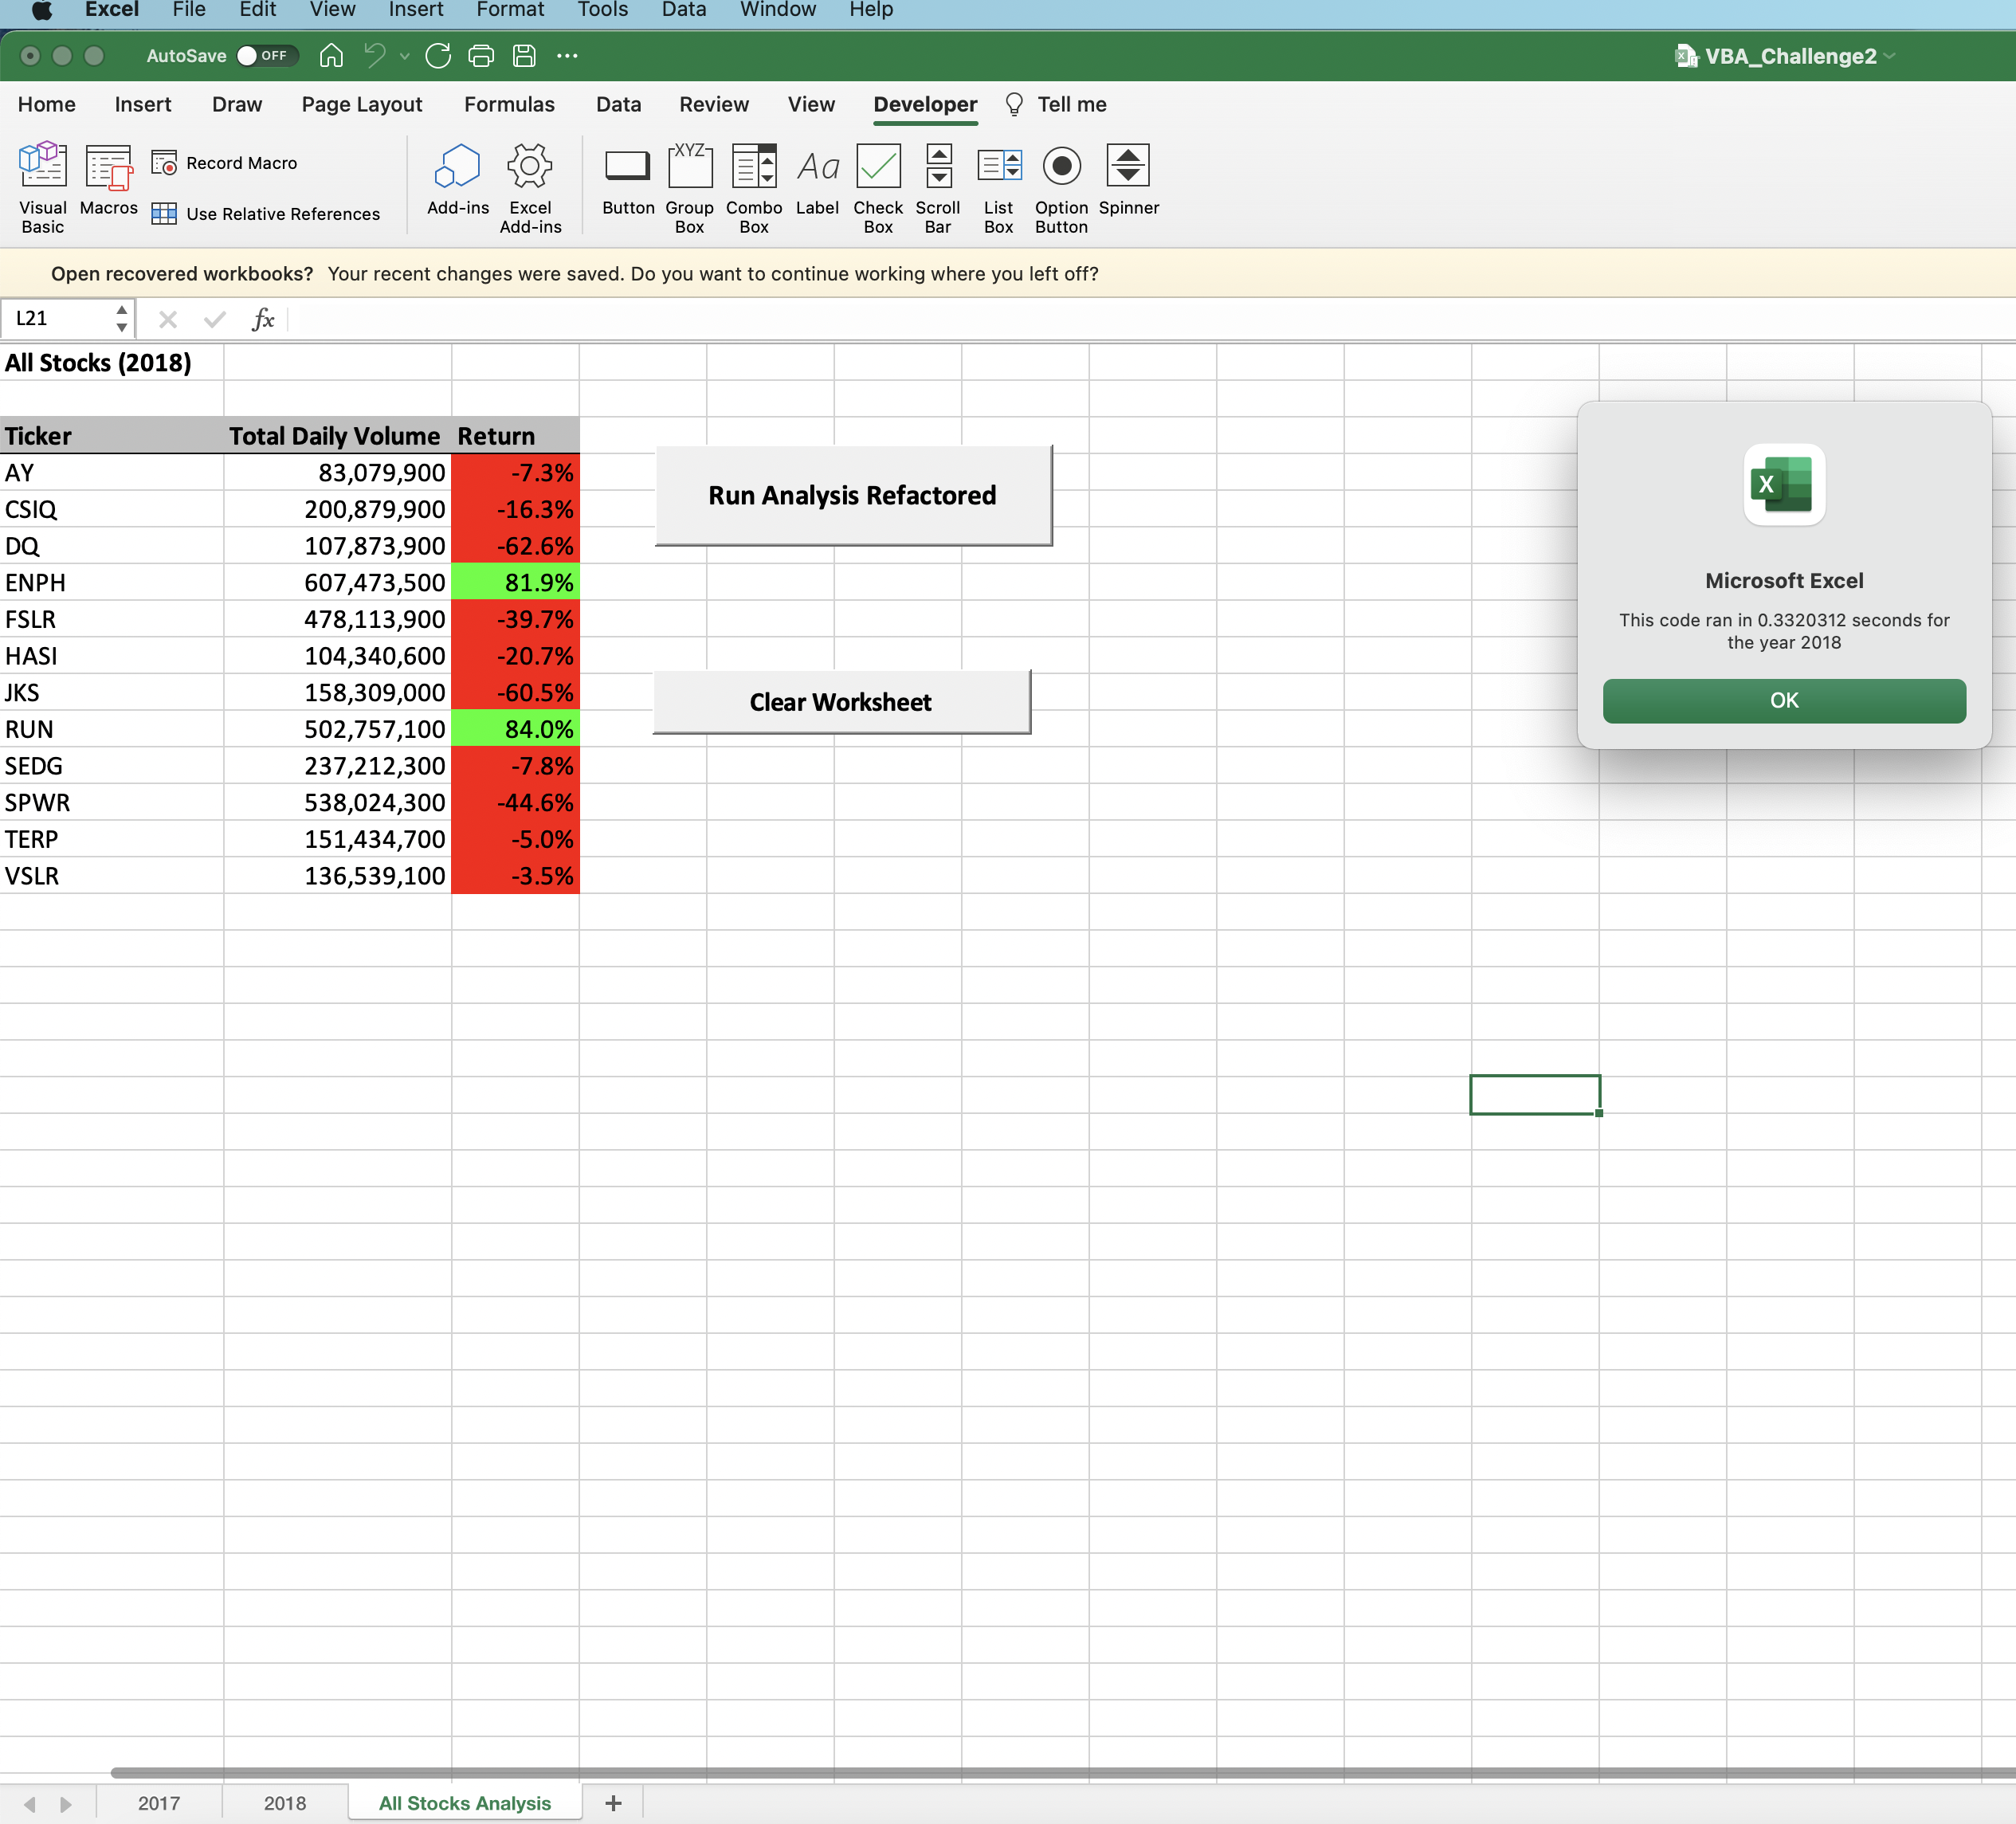 Excel File Edit View Insert Format Tools Data Window Help
AutoSave OFF ... VBA_Challenge2
Home Insert Draw Page Layout Formulas Data Review View Developer Tell me
Visual Basic
Macros
Record Macro
Use Relative References
Add-ins
Excel Add-ins
Button
XYZ
Group Box
Combo Box
Aa
Label
Check Box
Scroll Bar
List Box
Option Button
Spinner
Open recovered workbooks? Your recent changes were saved. Do you want to continue working where you left off?
L21 fx
All Stocks (2018)
Ticker Total Daily Volume Return
AY 83,079,900 -7.3%
CSIQ 200,879,900 -16.3%
DQ 107,873,900 -62.6%
ENPH 607,473,500 81.9%
FSLR 478,113,900 -39.7%
HASI 104,340,600 -20.7%
JKS 158,309,000 -60.5%
RUN 502,757,100 84.0%
SEDG 237,212,300 -7.8%
SPWR 538,024,300 -44.6%
TERP 151,434,700 -5.0%
VSLR 136,539,100 -3.5%
Run Analysis Refactored
Clear Worksheet
X
Microsoft Excel
This code ran in 0.3320312 seconds for
the year 2018
OK
2017 2018 All Stocks Analysis +